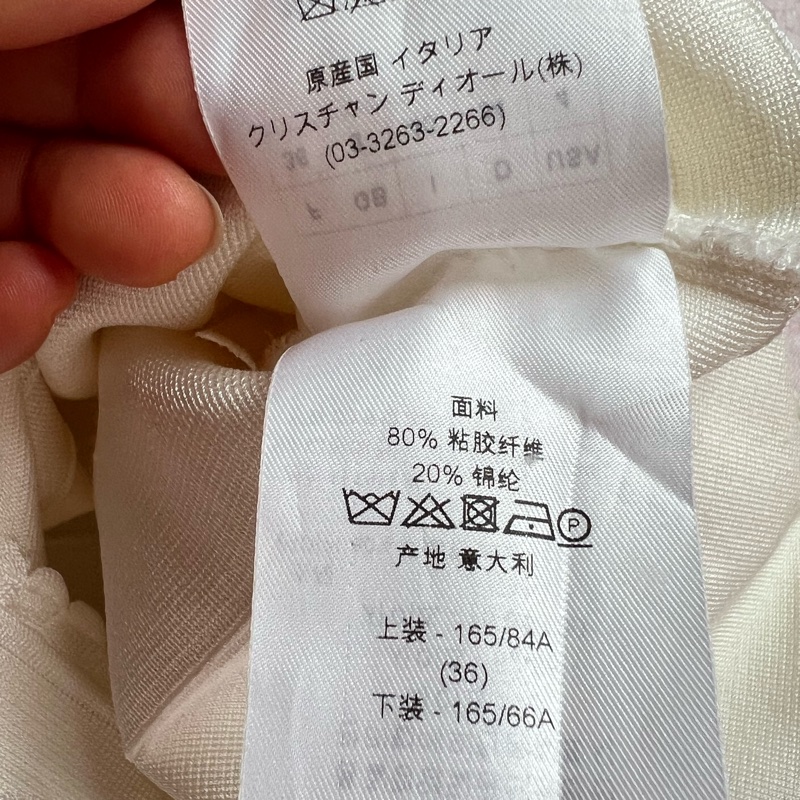 原産国 イタリア
クリスチャン ディオール(株)
(03-3263-2266)
F GB I D USA
面料
80% 粘胶纤维
20% 锦纶
P
产地 意大利
上装 - 165/84A
(36)
下装 - 165/66A